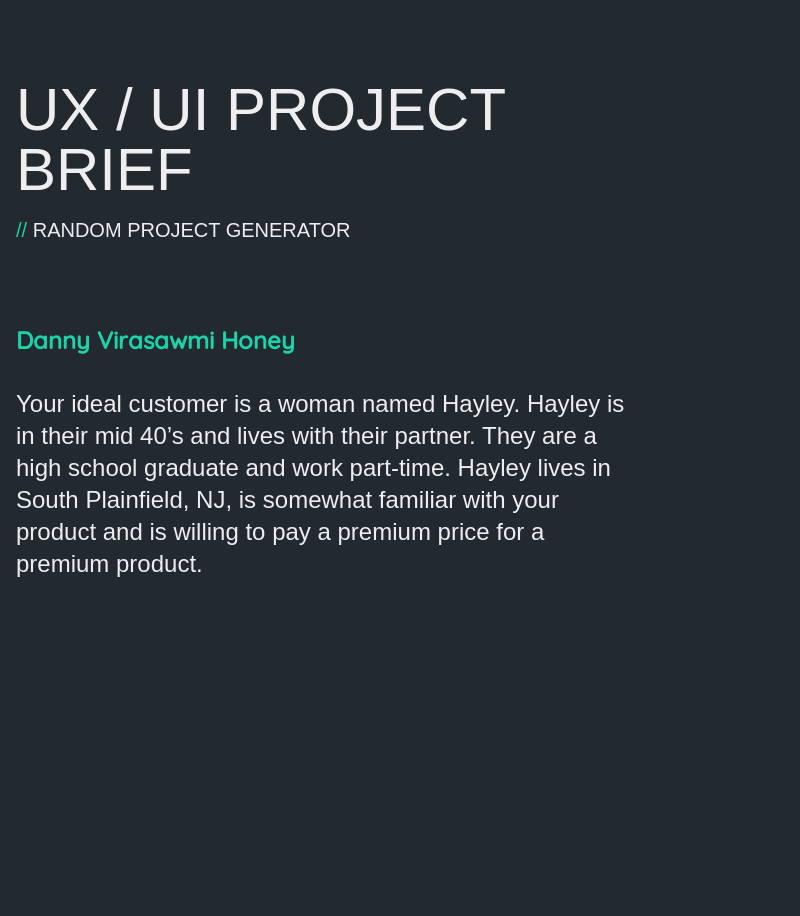 UX / UI PROJECT
BRIEF
// RANDOM PROJECT GENERATOR
Danny Virasawmi Honey
Your ideal customer is a woman named Hayley. Hayley is
in their mid 40’s and lives with their partner. They are a
high school graduate and work part-time. Hayley lives in
South Plainfield, NJ, is somewhat familiar with your
product and is willing to pay a premium price for a
premium product.